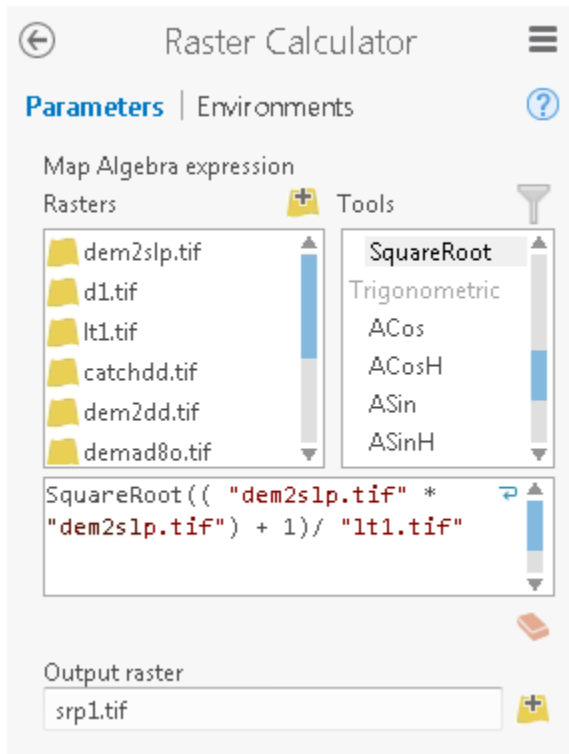 Raster Calculator
Parameters | Environments
Map Algebra expression
Rasters
Tools
dem2slp.tif
d1.tif
lt1.tif
catchdd.tif
dem2dd.tif
demad8o.tif
SquareRoot
Trigonometric
ACos
ACosH
ASin
ASinH
SquareRoot(( "dem2slp.tif" *
"dem2slp.tif") + 1)/ "lt1.tif"
Output raster
srp1.tif